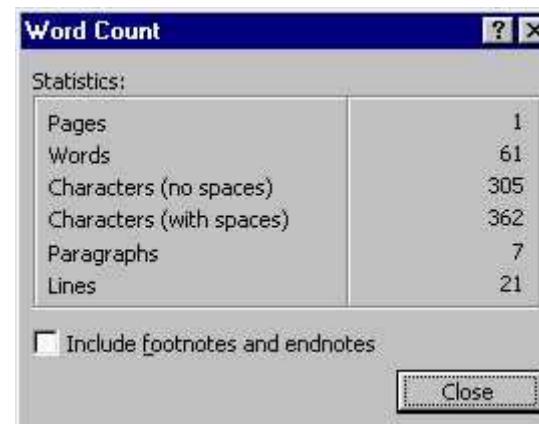 Word Count
Statistics:
Pages 1
Words 61
Characters (no spaces) 305
Characters (with spaces) 362
Paragraphs 7
Lines 21
Include footnotes and endnotes
Close